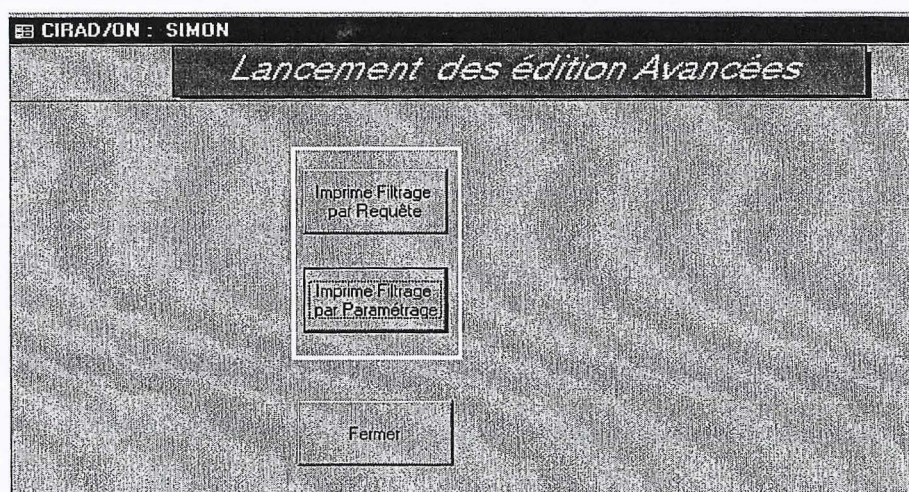 CIRAD/ON : SIMON
Lancement des édition Avancées
Imprime Filtrage
par Requête
Imprime Filtrage
par Paramétrage
Fermer